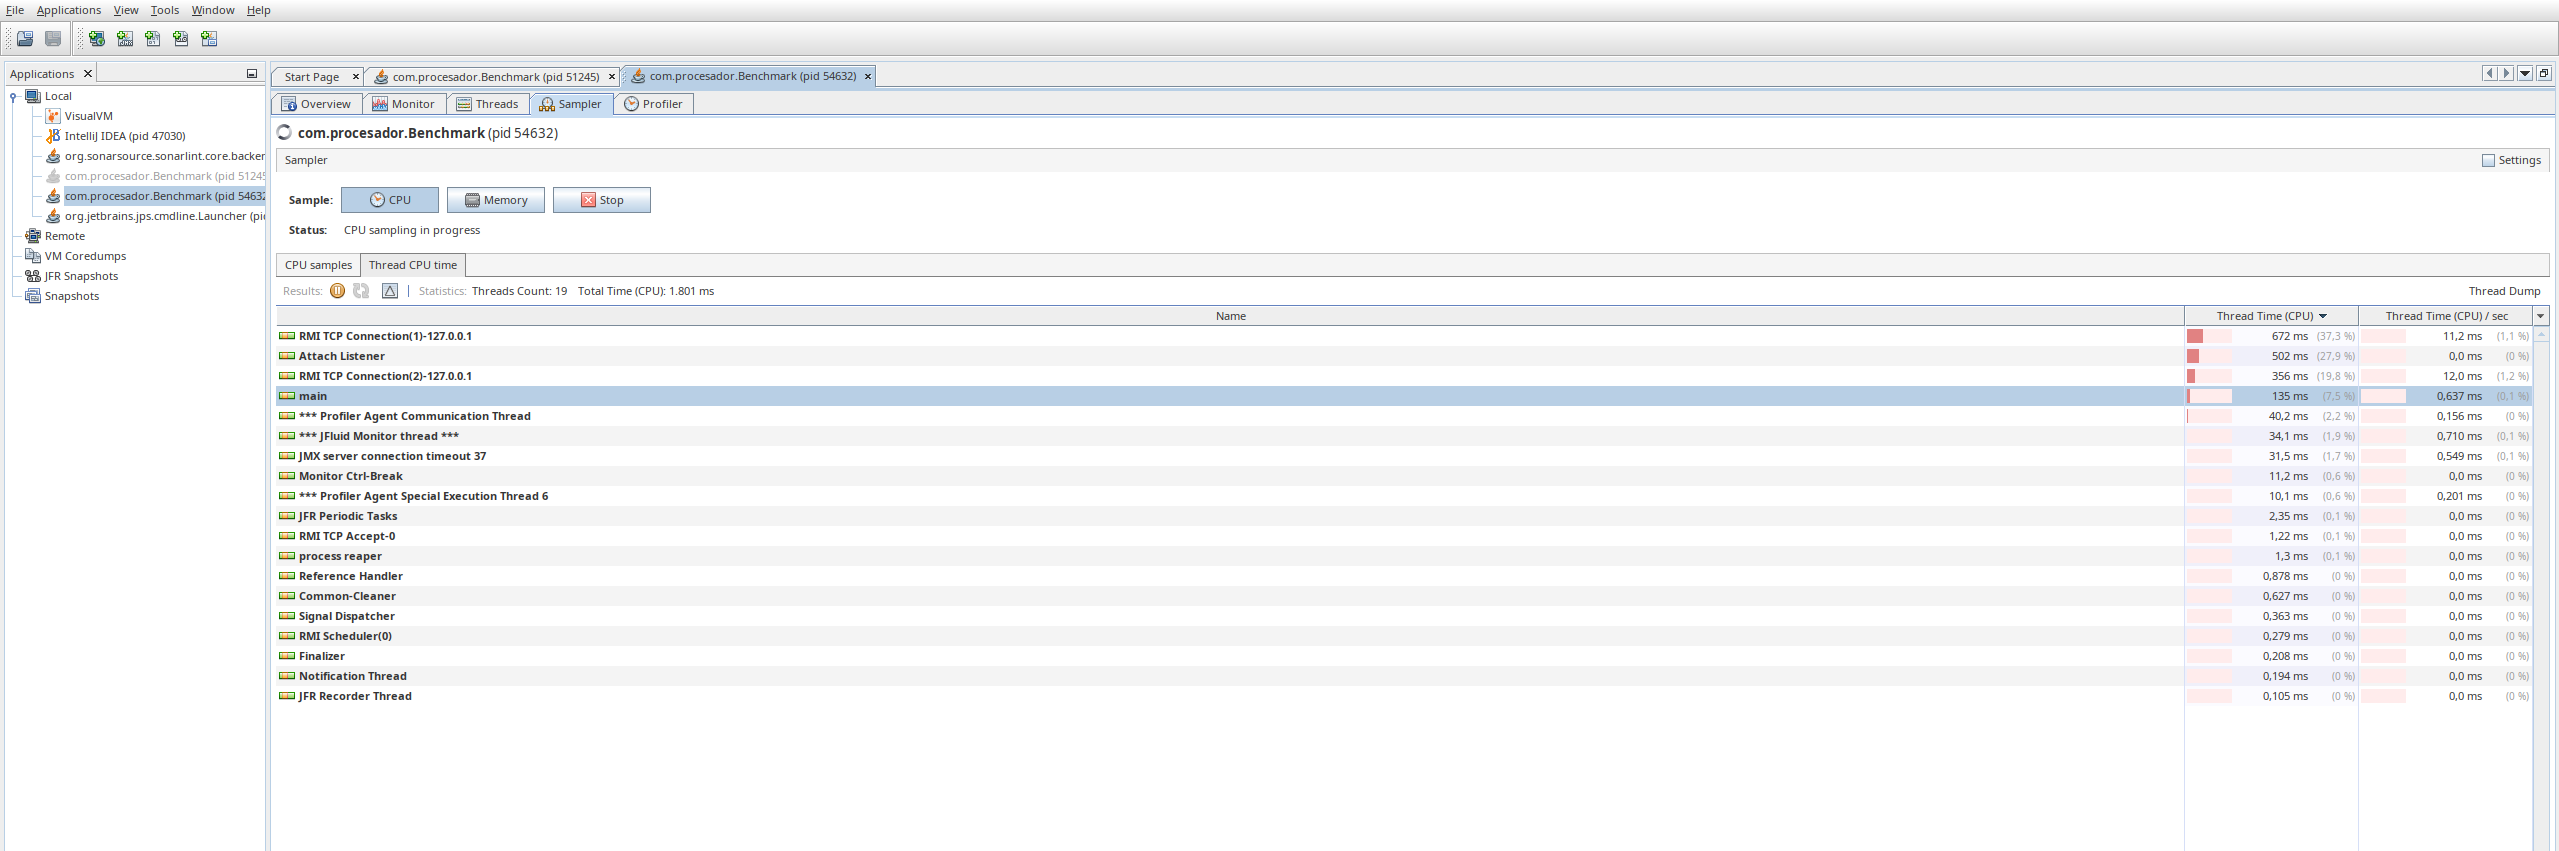 File Applications View Tools Window Help
Applications
Local
VisualVM
IntelliJ IDEA (pid 47030)
org.sonarsource.sonarlint.core.backen
com.procesador.Benchmark (pid 51245
com.procesador.Benchmark (pid 54632
org.jetbrains.jps.cmdline.Launcher (pid
Remote
VM Coredumps
JFR Snapshots
Snapshots
Start Page com.procesador.Benchmark (pid 51245) com.procesador.Benchmark (pid 54632)
Overview Monitor Threads Sampler Profiler
com.procesador.Benchmark (pid 54632)
Sampler Settings
Sample: CPU Memory Stop
Status: CPU sampling in progress
CPU samples Thread CPU time
Results: Statistics: Threads Count: 19 Total Time (CPU): 1.801 ms Thread Dump
Name Thread Time (CPU) Thread Time (CPU) / sec
RMI TCP Connection(1)-127.0.0.1 672 ms (37,3 %) 11,2 ms (1,1 %)
Attach Listener 502 ms (27,9 %) 0,0 ms (0 %)
RMI TCP Connection(2)-127.0.0.1 356 ms (19,8 %) 12,0 ms (1,2 %)
main 135 ms (7,5 %) 0,637 ms (0,1 %)
*** Profiler Agent Communication Thread 40,2 ms (2,2 %) 0,156 ms (0 %)
*** JFluid Monitor thread *** 34,1 ms (1,9 %) 0,710 ms (0,1 %)
JMX server connection timeout 37 31,5 ms (1,7 %) 0,549 ms (0,1 %)
Monitor Ctrl-Break 11,2 ms (0,6 %) 0,0 ms (0 %)
*** Profiler Agent Special Execution Thread 6 10,1 ms (0,6 %) 0,201 ms (0 %)
JFR Periodic Tasks 2,35 ms (0,1 %) 0,0 ms (0 %)
RMI TCP Accept-0 1,22 ms (0,1 %) 0,0 ms (0 %)
process reaper 1,3 ms (0,1 %) 0,0 ms (0 %)
Reference Handler 0,878 ms (0 %) 0,0 ms (0 %)
Common-Cleaner 0,627 ms (0 %) 0,0 ms (0 %)
Signal Dispatcher 0,363 ms (0 %) 0,0 ms (0 %)
RMI Scheduler(0) 0,279 ms (0 %) 0,0 ms (0 %)
Finalizer 0,208 ms (0 %) 0,0 ms (0 %)
Notification Thread 0,194 ms (0 %) 0,0 ms (0 %)
JFR Recorder Thread 0,105 ms (0 %) 0,0 ms (0 %)